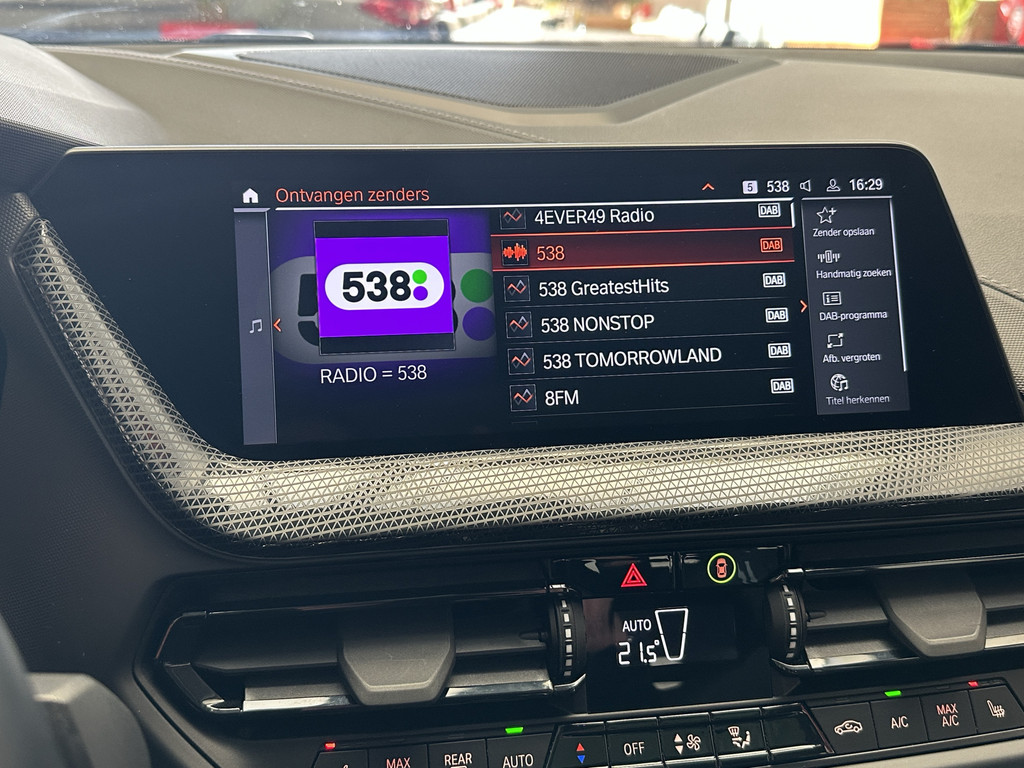 Ontvangen zenders
5 538 16:29
538
RADIO = 538
4EVER49 Radio DAB
538 DAB
538 GreatestHits DAB
538 NONSTOP DAB
538 TOMORROWLAND DAB
8FM DAB
Zender opslaan
Handmatig zoeken
DAB-programma
Afb. vergroten
Titel herkennen
AUTO
21,5°
MAX
REAR
AUTO
OFF
A/C
MAX
A/C